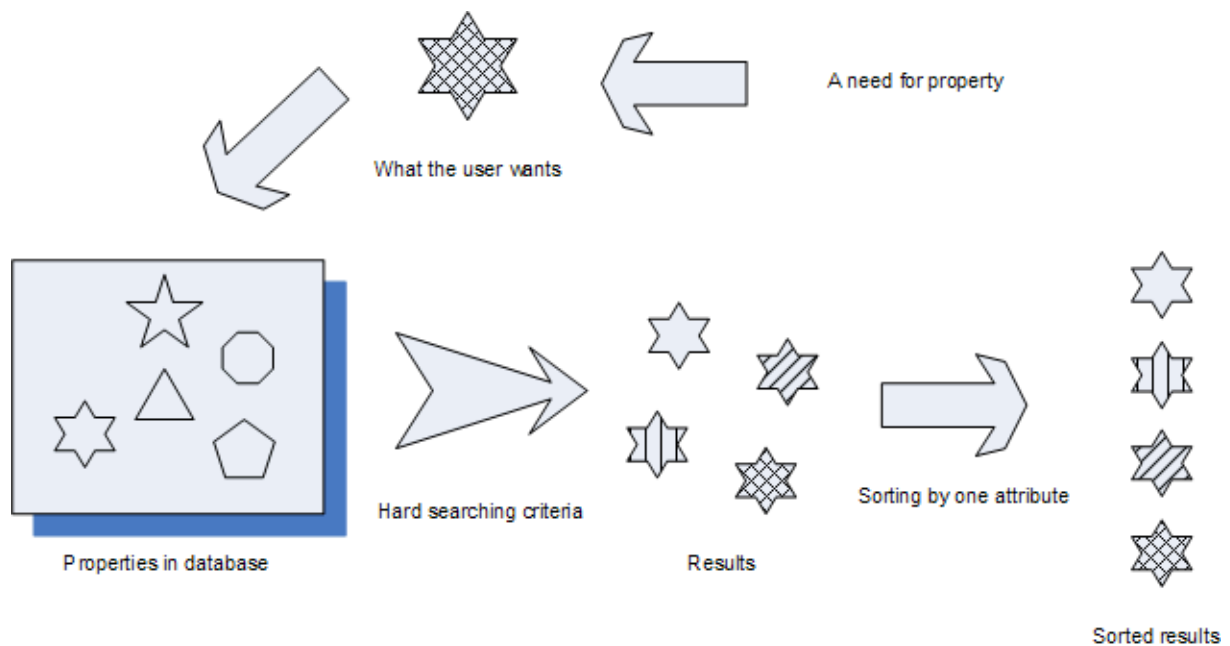 A need for property
What the user wants
Hard searching criteria
Sorting by one attribute
Properties in database
Results
Sorted results